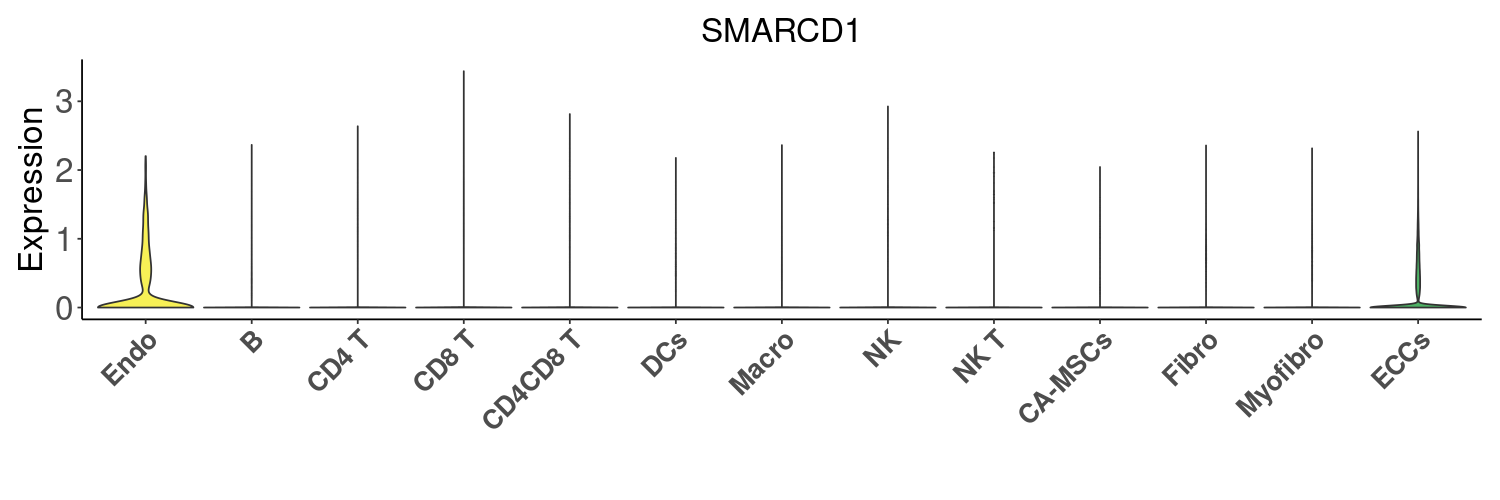 SMARCD1
Expression
3
2
1
0
Endo
B
CD4 T
CD8 T
CD4CD8 T
DCs
Macro
NK
NK T
CA-MSCs
Fibro
Myofibro
ECCs